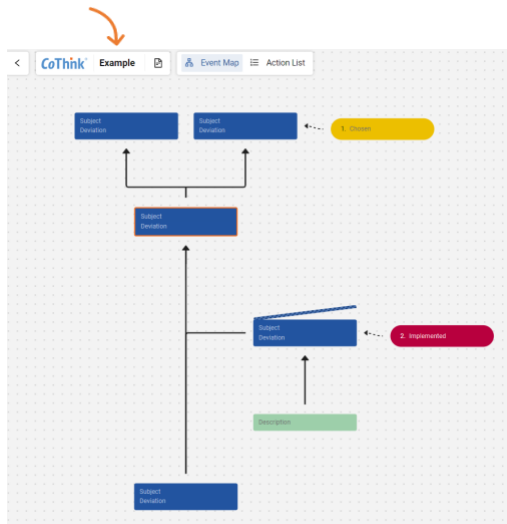 CoThink Example Event Map Action List
Subject
Deviation
Subject
Deviation
1. Chosen
Subject
Deviation
Subject
Deviation
2. Implemented
Description
Subject
Deviation